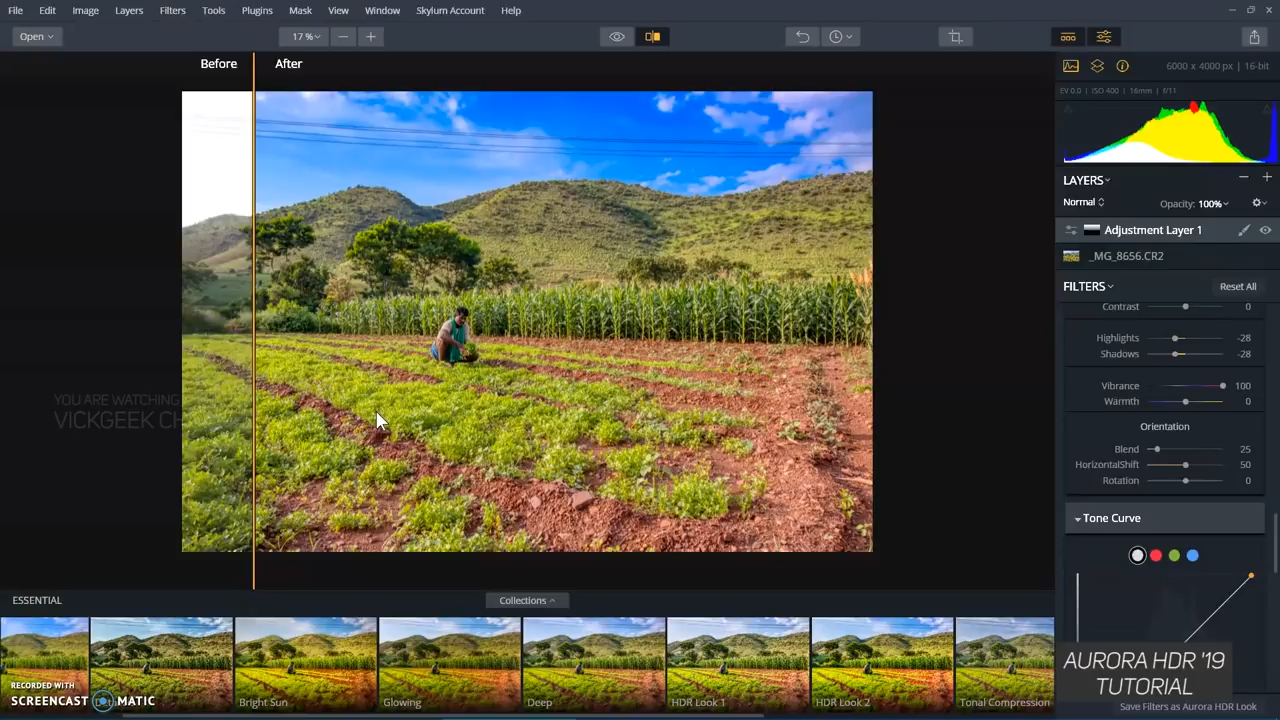 File Edit Image Layers Filters Tools Plugins Mask View Window Skylum Account Help
Open 17 %
Before After
6000 x 4000 px | 16-bit
EV 0.0 | ISO 400 | 16mm | f/11
LAYERS
Normal Opacity: 100%
Adjustment Layer 1
_MG_8656.CR2
FILTERS Reset All
Contrast 0
Highlights -28
Shadows -28
Vibrance 100
Warmth 0
Orientation
Blend 25
HorizontalShift 50
Rotation 0
Tone Curve
YOU ARE WATCHING
VICKGEEK CH
ESSENTIAL Collections
Bright Sun Glowing Deep HDR Look 1 HDR Look 2 Tonal Compression
RECORDED WITH
SCREENCAST MATIC
AURORA HDR '19
TUTORIAL
Save Filters as Aurora HDR Look